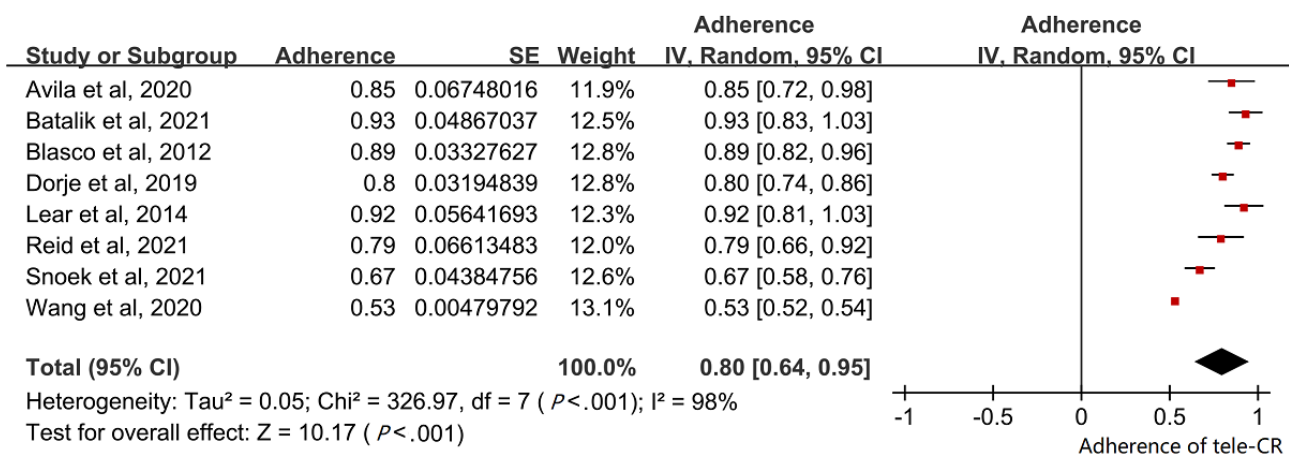 Adherence Adherence
Study or Subgroup Adherence SE Weight IV, Random, 95% CI IV, Random, 95% CI
Avila et al, 2020 0.85 0.06748016 11.9% 0.85 [0.72, 0.98]
Batalik et al, 2021 0.93 0.04867037 12.5% 0.93 [0.83, 1.03]
Blasco et al, 2012 0.89 0.03327627 12.8% 0.89 [0.82, 0.96]
Dorje et al, 2019 0.8 0.03194839 12.8% 0.80 [0.74, 0.86]
Lear et al, 2014 0.92 0.05641693 12.3% 0.92 [0.81, 1.03]
Reid et al, 2021 0.79 0.06613483 12.0% 0.79 [0.66, 0.92]
Snoek et al, 2021 0.67 0.04384756 12.6% 0.67 [0.58, 0.76]
Wang et al, 2020 0.53 0.00479792 13.1% 0.53 [0.52, 0.54]
Total (95% CI) 100.0% 0.80 [0.64, 0.95]
Heterogeneity: Tau² = 0.05; Chi² = 326.97, df = 7 ( P<.001); I² = 98%
Test for overall effect: Z = 10.17 ( P<.001)
-1 -0.5 0 0.5 1
Adherence of tele-CR